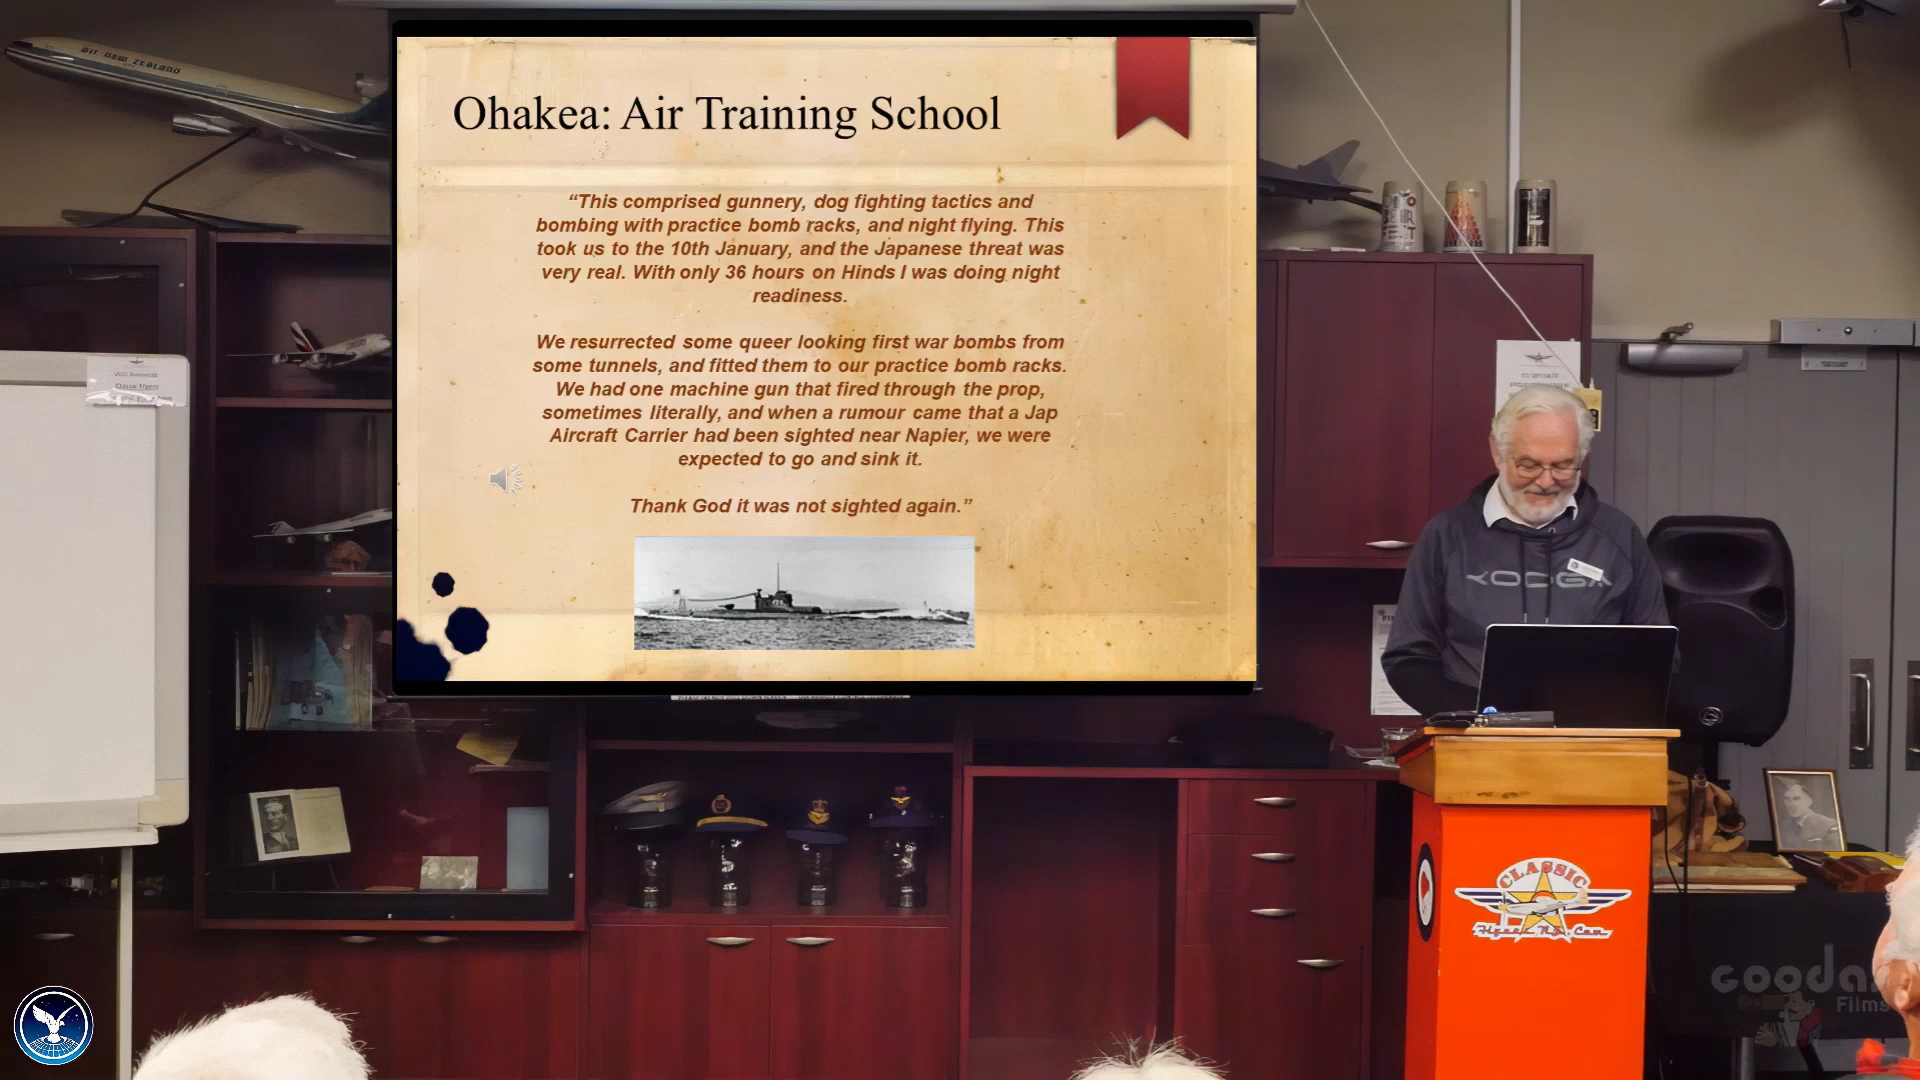 AIR NEW ZEALAND
Ohakea: Air Training School
“This comprised gunnery, dog fighting tactics and
bombing with practice bomb racks, and night flying. This
took us to the 10th January, and the Japanese threat was
very real. With only 36 hours on Hinds I was doing night
readiness.
We resurrected some queer looking first war bombs from
some tunnels, and fitted them to our practice bomb racks.
We had one machine gun that fired through the prop,
sometimes literally, and when a rumour came that a Jap
Aircraft Carrier had been sighted near Napier, we were
expected to go and sink it.
Thank God it was not sighted again.”
KOOGA
CLASSIC
Flyers NZ.Com
Films